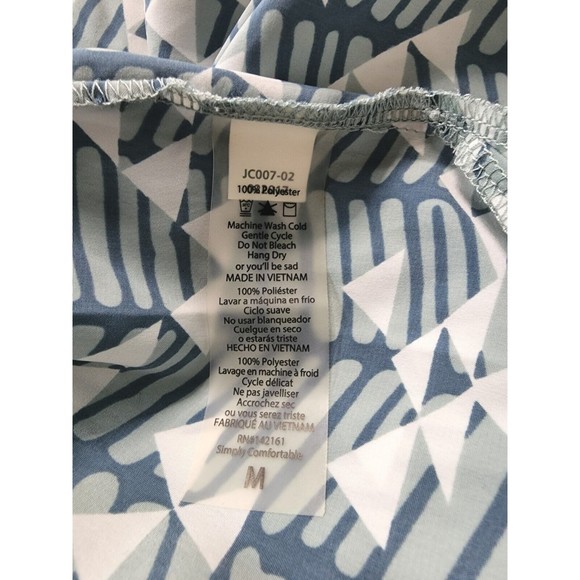 JC007-02
100% Polyester
Machine Wash Cold
Gentle Cycle
Do Not Bleach
Hang Dry
or you'll be sad
MADE IN VIETNAM
100% Poliéster
Lavar a máquina en frio
Ciclo suave
No usar blanqueador
Cuelgue en seco
o estarás triste
HECHO EN VIETNAM
100% Polyester
Lavage en machine à froid
Cycle délicat
Ne pas javelliser
Accrochez sec
ou vous serez triste
FABRIQUÉ AU VIETNAM
RN#142161
Simply Comfortable
M